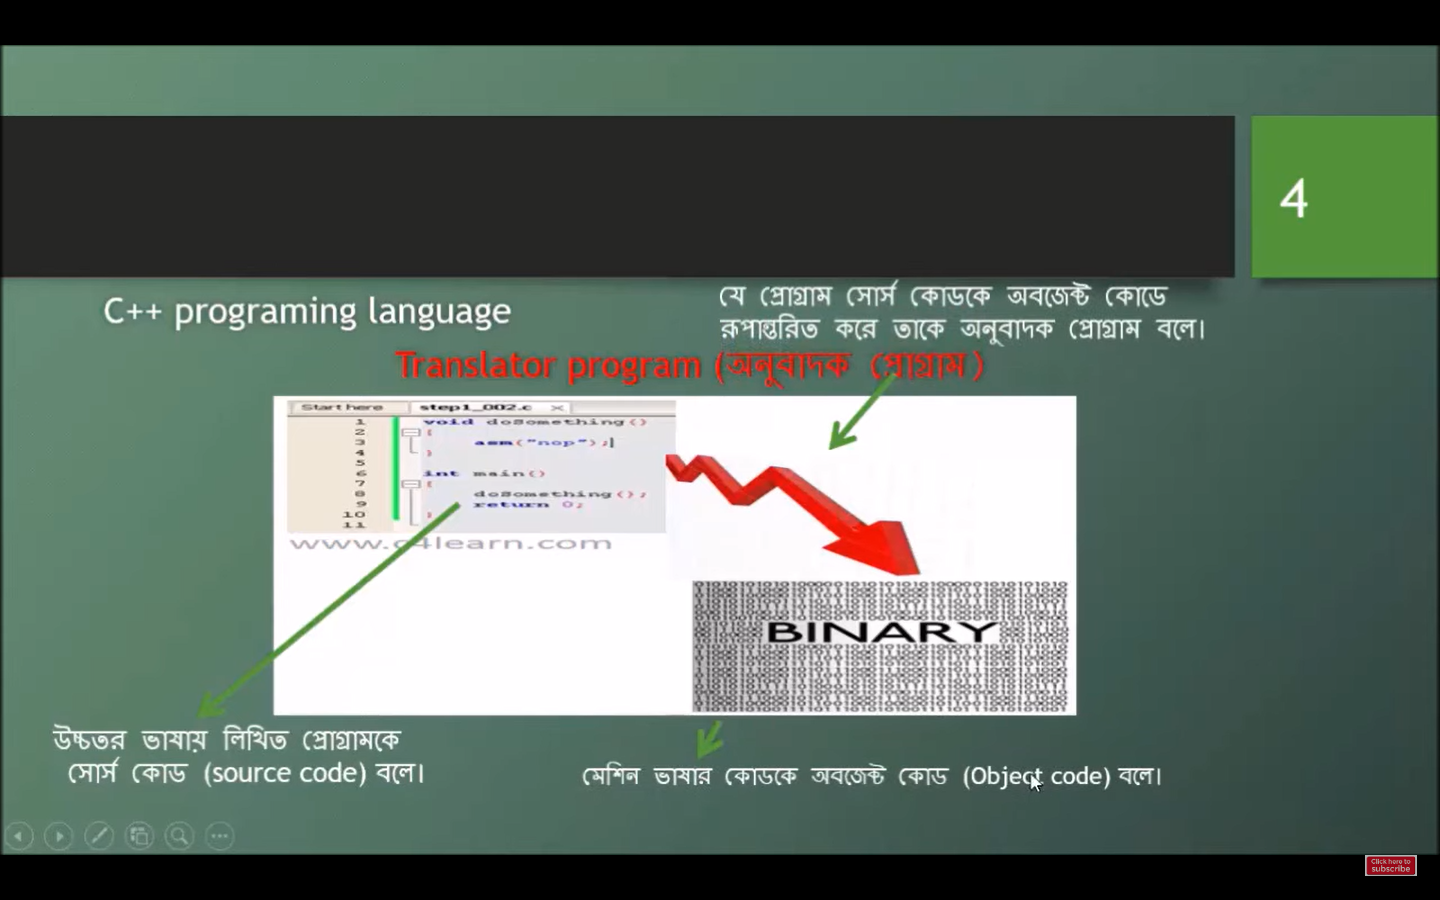 4
C++ programing language
যে প্রোগ্রাম সোর্স কোডকে অবজেক্ট কোডে
রূপান্তরিত করে তাকে অনুবাদক প্রোগ্রাম বলে।
Translator program (অনুবাদক প্রোগ্রাম)
Start here step1_002.c
1 void doSomething()
2 {
3 asm("nop");
4 }
5
6 int main()
7 {
8 doSomething();
9 return 0;
10 }
11
www.c4learn.com
BINARY
উচ্চতর ভাষায় লিখিত প্রোগ্রামকে
সোর্স কোড (source code) বলে।
মেশিন ভাষার কোডকে অবজেক্ট কোড (Object code) বলে।
Click here to
subscribe